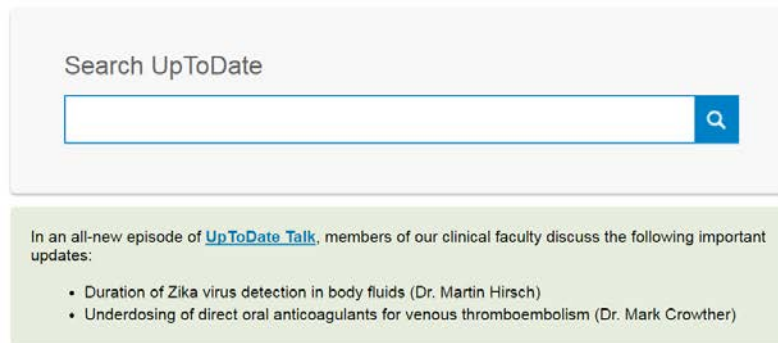 Search UpToDate
In an all-new episode of UpToDate Talk, members of our clinical faculty discuss the following important
updates:
• Duration of Zika virus detection in body fluids (Dr. Martin Hirsch)
• Underdosing of direct oral anticoagulants for venous thromboembolism (Dr. Mark Crowther)